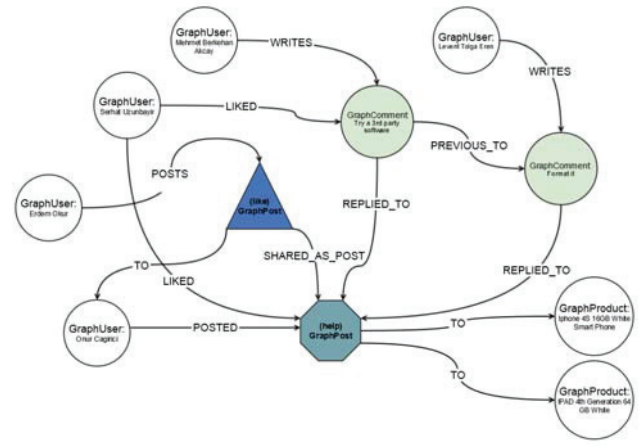 GraphUser:
Mehmet Berkehan
Akcay
GraphUser:
Levent Tolga Eren
WRITES
WRITES
GraphUser:
Serhat Uzunbayir
LIKED
GraphComment
Try a 3rd party
software
PREVIOUS_TO
GraphComment
Format it
POSTS
GraphUser:
Erdem Okur
(like)
GraphPost
REPLIED_TO
SHARED_AS_POST
TO
LIKED
REPLIED_TO
GraphUser:
Onur Cagirici
POSTED
(help)
GraphPost
TO
GraphProduct:
Iphone 4S 16GB White
Smart Phone
TO
GraphProduct:
IPAD 4th Generation 64
GB White